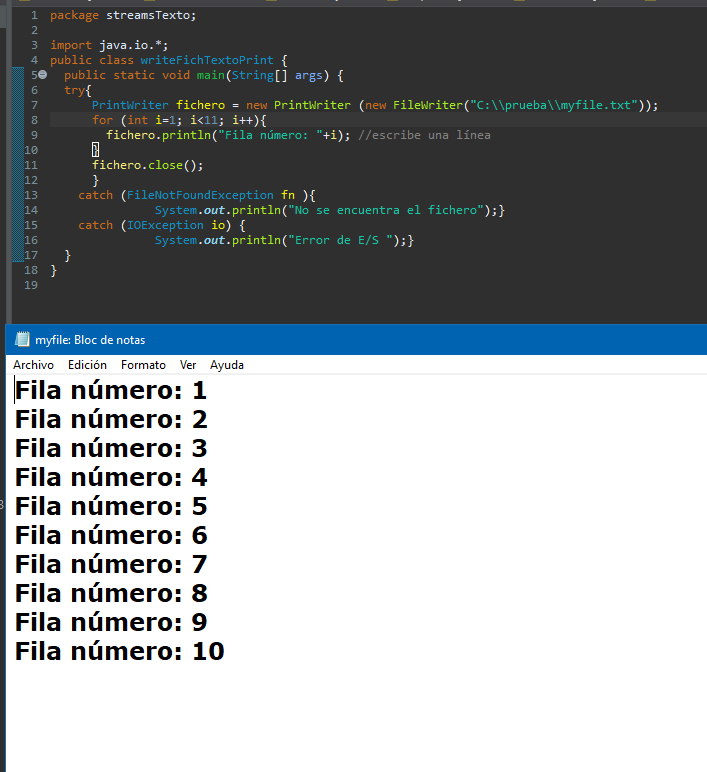 1 package streamsTexto;
2
3 import java.io.*;
4 public class writeFichTextoPrint {
5 public static void main(String[] args) {
6 try{
7 PrintWriter fichero = new PrintWriter (new FileWriter("C:\\prueba\\myfile.txt"));
8 for (int i=1; i<11; i++){
9 fichero.println("Fila número: "+i); //escribe una línea
10 }
11 fichero.close();
12 }
13 catch (FileNotFoundException fn ){
14 System.out.println("No se encuentra el fichero");}
15 catch (IOException io) {
16 System.out.println("Error de E/S ");}
17 }
18 }
19
myfile: Bloc de notas
Archivo Edición Formato Ver Ayuda
Fila número: 1
Fila número: 2
Fila número: 3
Fila número: 4
Fila número: 5
Fila número: 6
Fila número: 7
Fila número: 8
Fila número: 9
Fila número: 10